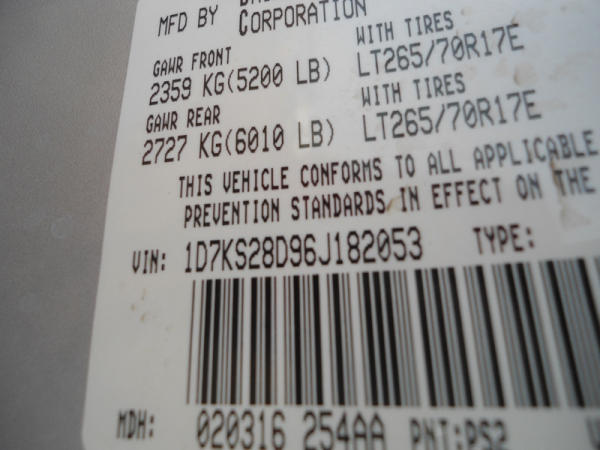 MFD BY
CORPORATION
GAWR FRONT WITH TIRES
2359 KG(5200 LB) LT265/70R17E
GAWR REAR WITH TIRES
2727 KG(6010 LB) LT265/70R17E
THIS VEHICLE CONFORMS TO ALL APPLICABLE
PREVENTION STANDARDS IN EFFECT ON THE
VIN: 1D7KS28D96J182053 TYPE:
MDH: 020316 254AA PNT:PS2